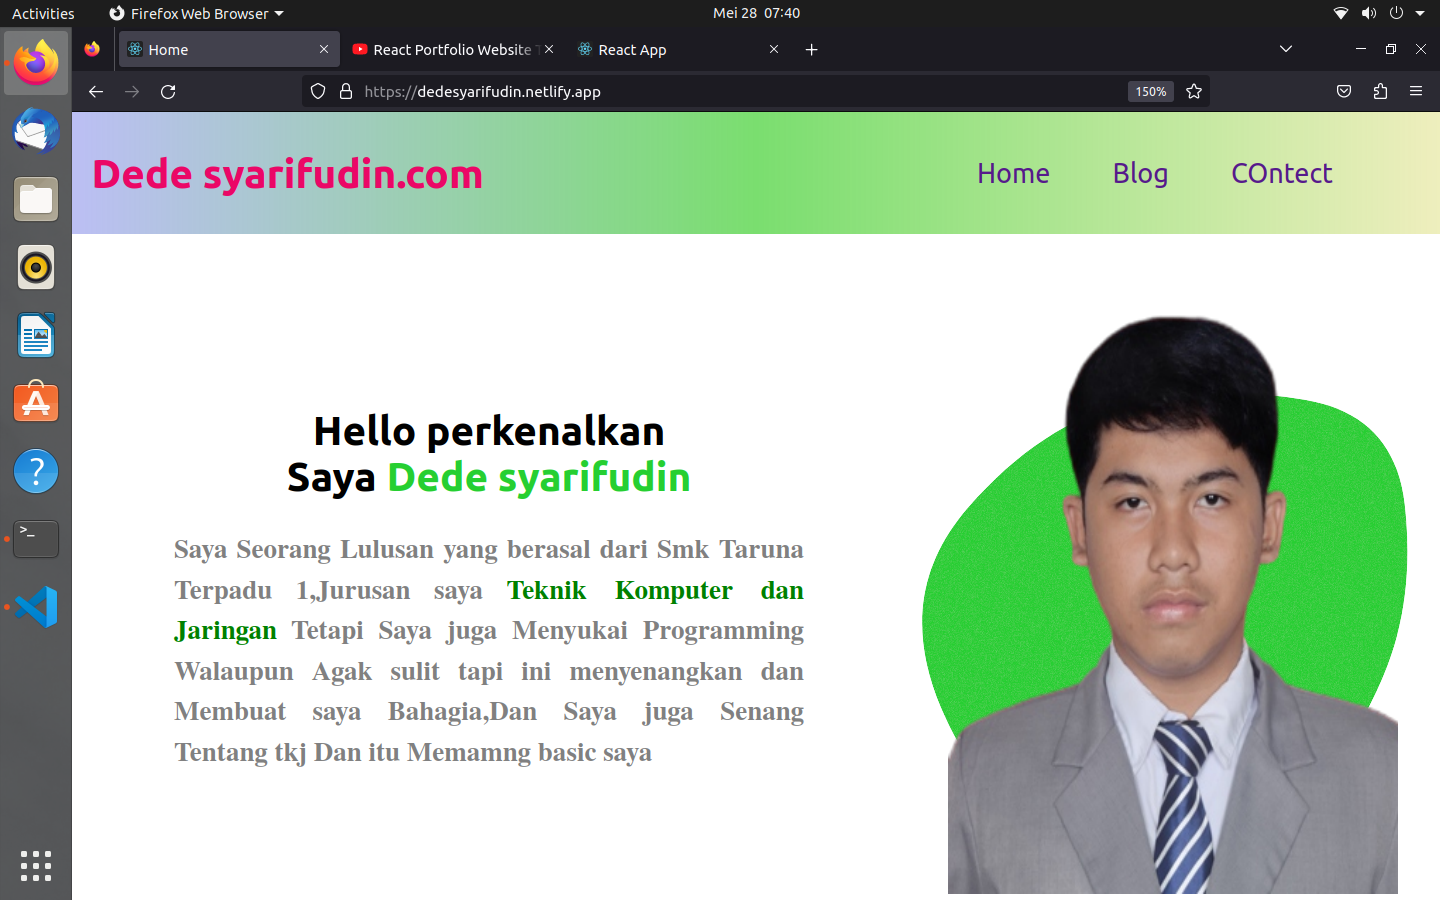 Activities
Firefox Web Browser
Mei 28 07:40
Home
React Portfolio Website
React App
https://dedesyarifudin.netlify.app
150%
Dede syarifudin.com
Home
Blog
COntect
Hello perkenalkan
Saya Dede syarifudin
Saya Seorang Lulusan yang berasal dari Smk Taruna
Terpadu 1,Jurusan saya Teknik Komputer dan
Jaringan Tetapi Saya juga Menyukai Programming
Walaupun Agak sulit tapi ini menyenangkan dan
Membuat saya Bahagia,Dan Saya juga Senang
Tentang tkj Dan itu Memamng basic saya